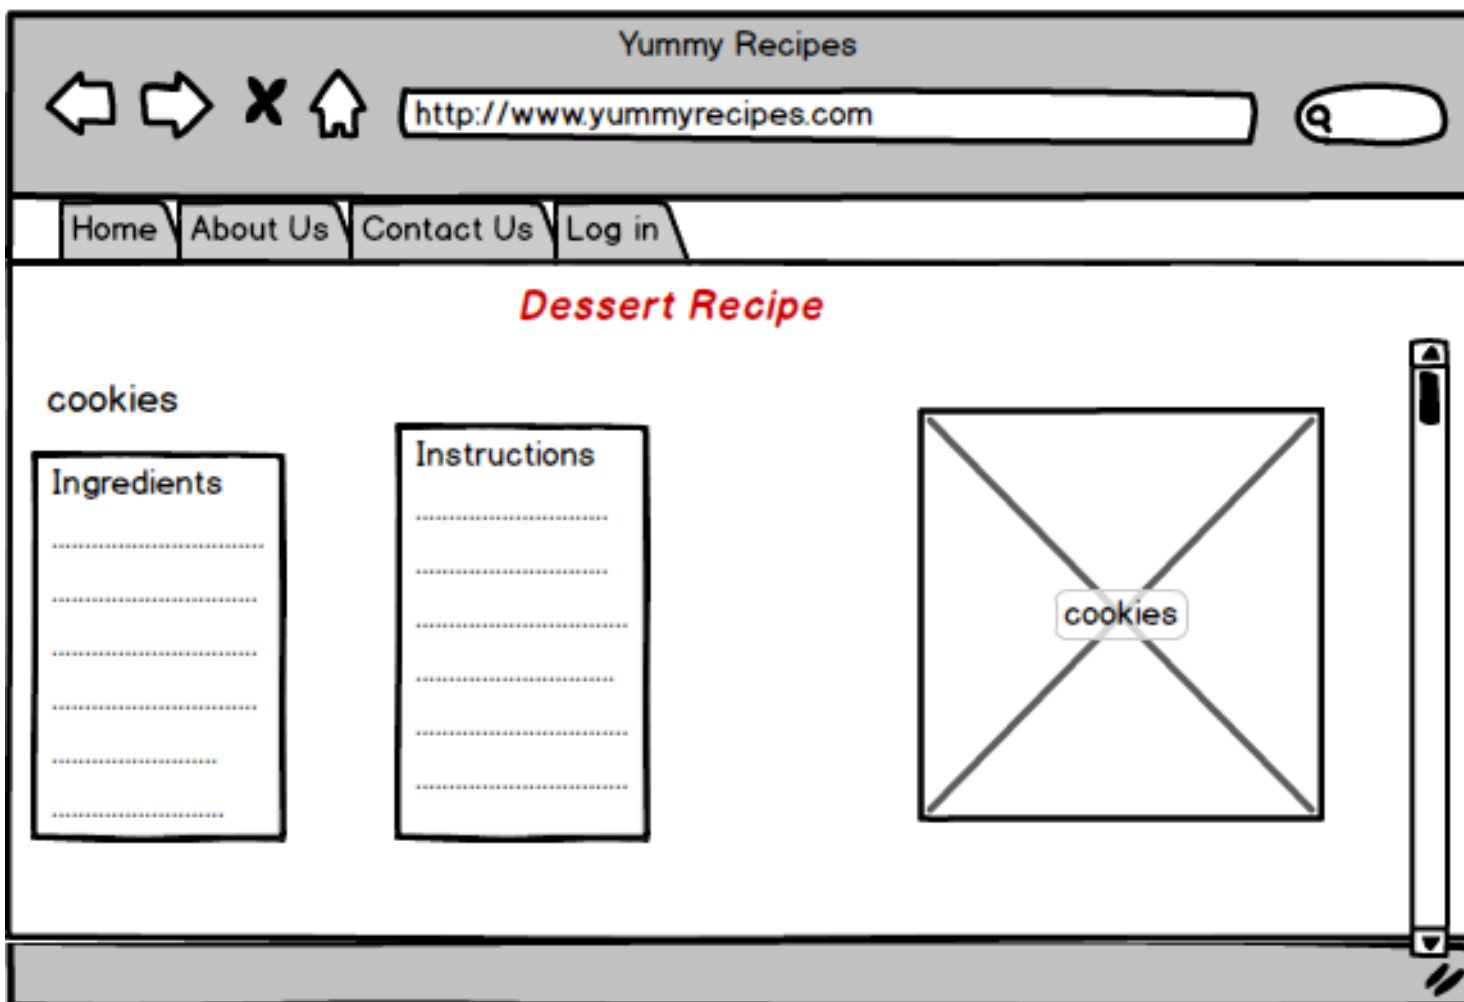 Yummy Recipes
http://www.yummyrecipes.com
Home About Us Contact Us Log in
Dessert Recipe
cookies
Ingredients
Instructions
cookies